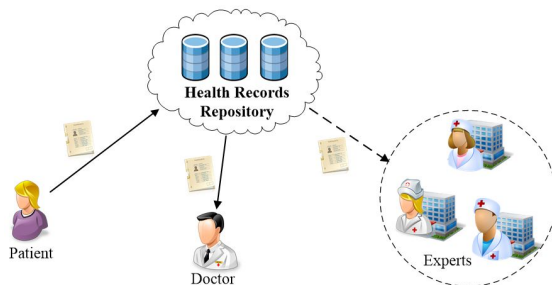 Health Records
Repository
Patient
Doctor
Experts